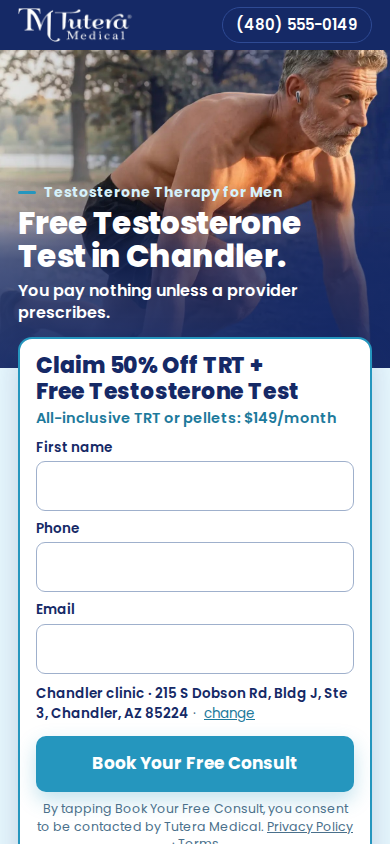 Tutera®
Medical
(480) 555-0149
Testosterone Therapy for Men
Free Testosterone
Test in Chandler.
You pay nothing unless a provider
prescribes.
Claim 50% Off TRT +
Free Testosterone Test
All-inclusive TRT or pellets: $149/month
First name
Phone
Email
Chandler clinic · 215 S Dobson Rd, Bldg J, Ste
3, Chandler, AZ 85224 · change
Book Your Free Consult
By tapping Book Your Free Consult, you consent
to be contacted by Tutera Medical. Privacy Policy
· Terms